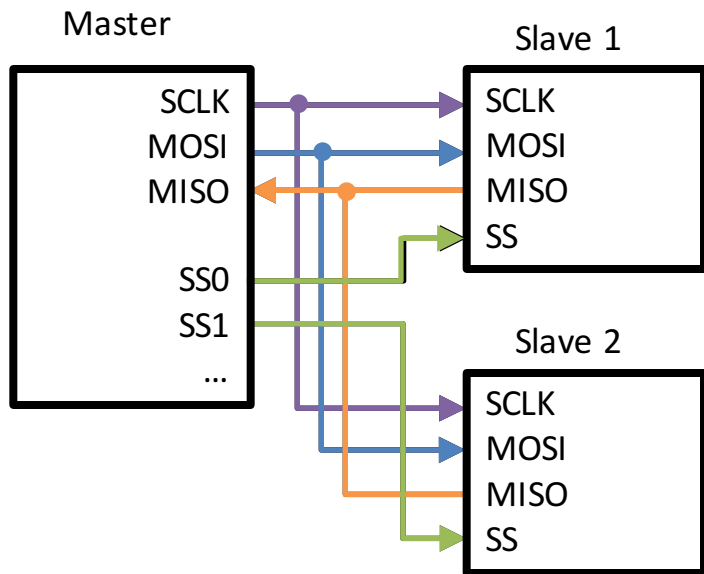 Master
SCLK
MOSI
MISO
SS0
SS1
...
Slave 1
SCLK
MOSI
MISO
SS
Slave 2
SCLK
MOSI
MISO
SS